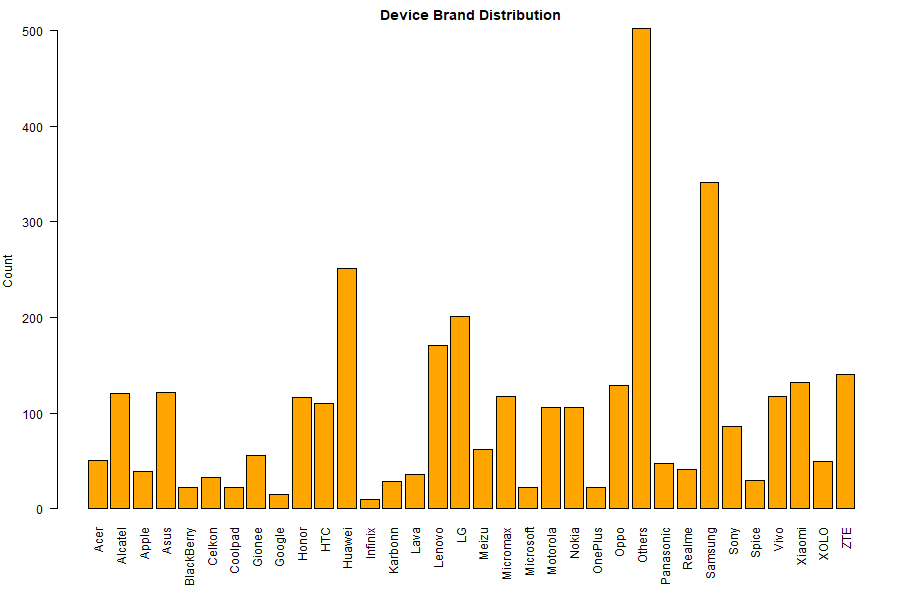 Device Brand Distribution
Count
500
400
300
200
100
0
Acer
Alcatel
Apple
Asus
BlackBerry
Celkon
Coolpad
Gionee
Google
Honor
HTC
Huawei
Infinix
Karbonn
Lava
Lenovo
LG
Meizu
Micromax
Microsoft
Motorola
Nokia
OnePlus
Oppo
Others
Panasonic
Realme
Samsung
Sony
Spice
Vivo
Xiaomi
XOLO
ZTE